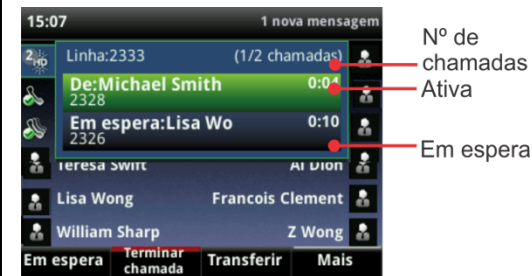 15:07 1 nova mensagem
2HD Linha:2333 (1/2 chamadas)
De:Michael Smith 0:04
2328
Em espera:Lisa Wo 0:10
2326
Teresa Swift Al Dion
Lisa Wong Francois Clement
William Sharp Z Wong
Em espera Terminar chamada Transferir Mais
Nº de
chamadas
Ativa
Em espera